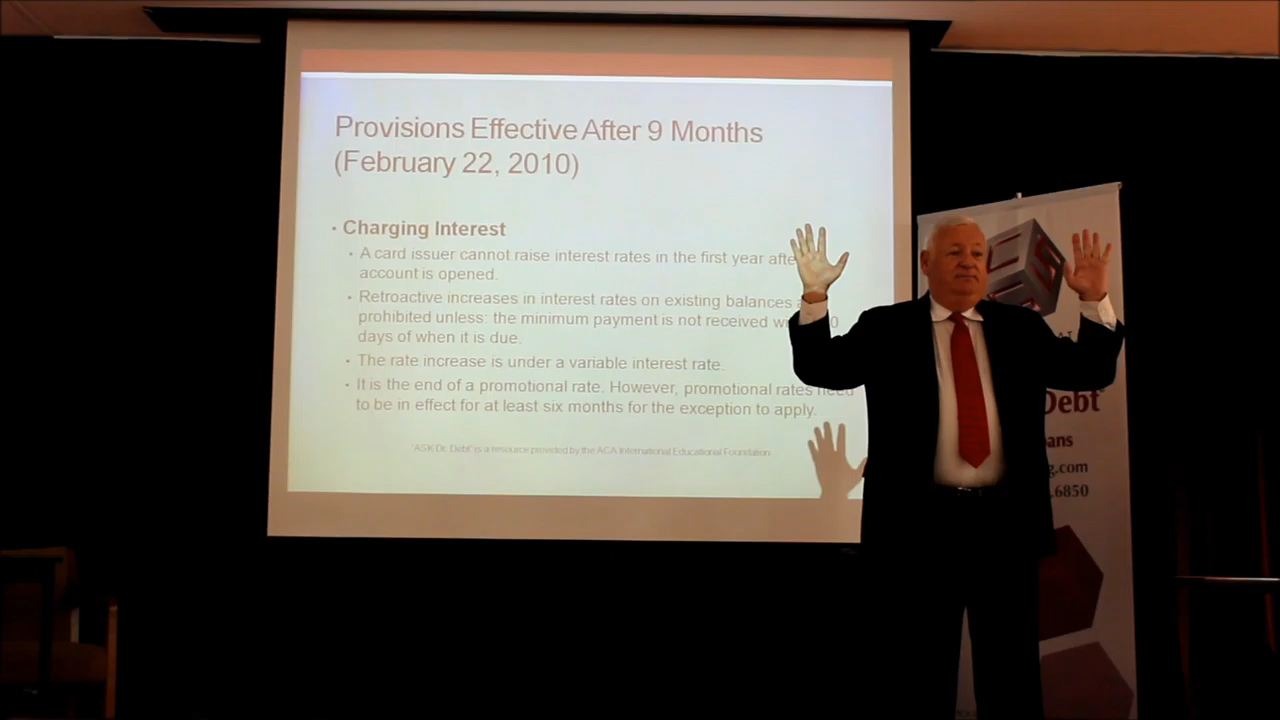 Provisions Effective After 9 Months
(February 22, 2010)
• Charging Interest
• A card issuer cannot raise interest rates in the first year
account is opened.
• Retroactive increases in interest rates on existing balances
prohibited unless: the minimum payment is not received
days of when it is due.
• The rate increase is under a variable interest rate.
• It is the end of a promotional rate. However, promotional rates need
to be in effect for at least six months for the exception to apply.
"ASK Dr. Debt" is a resource provided by the ACA International Educational Foundation
Debt
.com
.6850